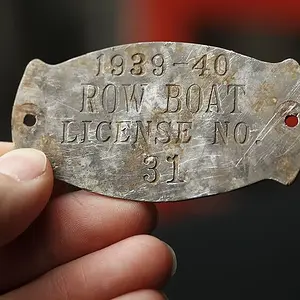 1939-40
ROW BOAT
LICENSE NO.
31